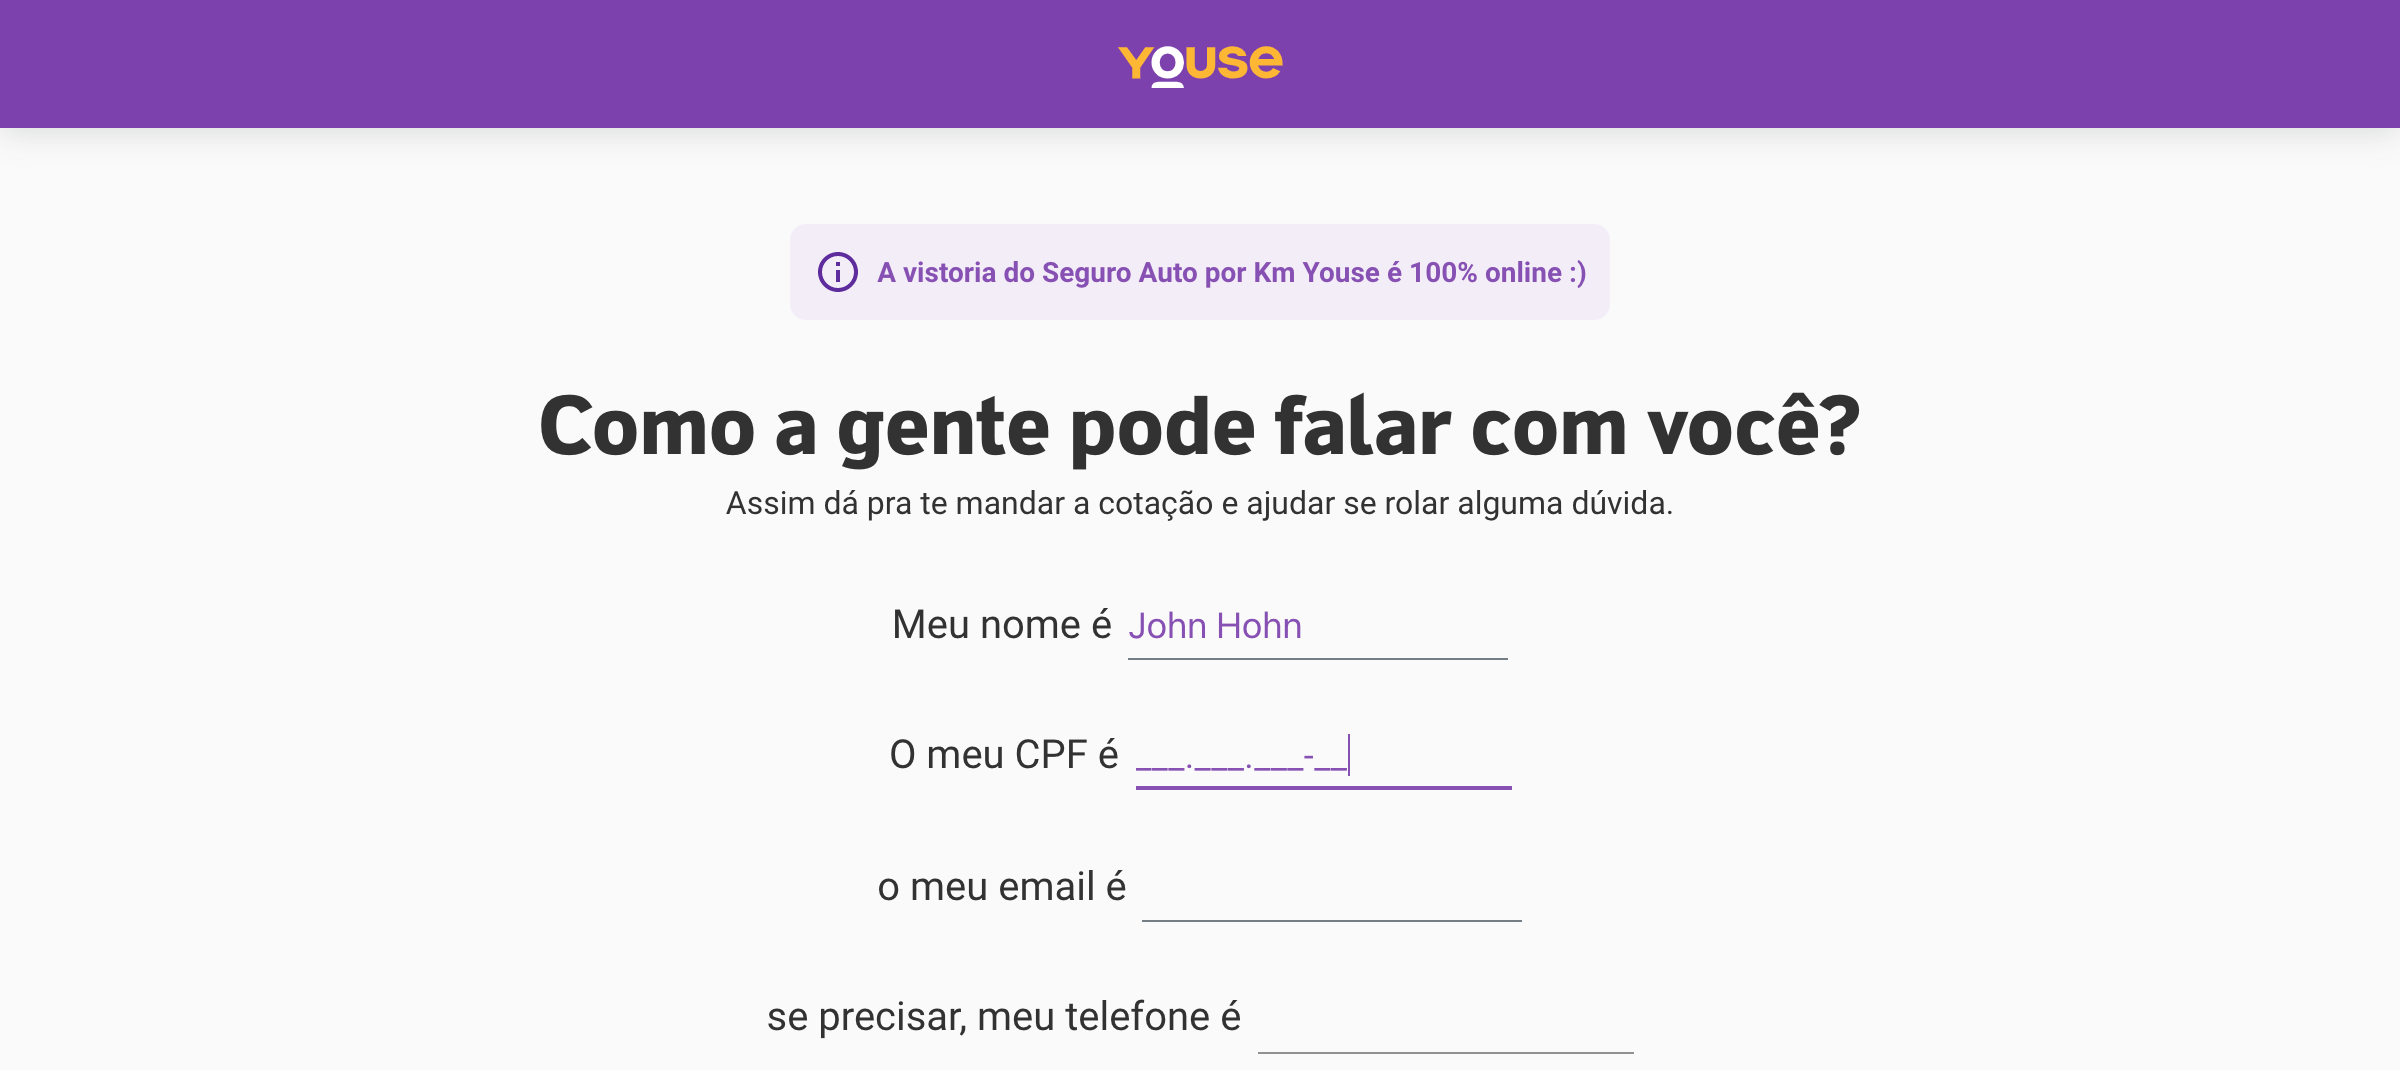 YOUSE
A vistoria do Seguro Auto por Km Youse é 100% online :)
Como a gente pode falar com você?
Assim dá pra te mandar a cotação e ajudar se rolar alguma dúvida.
Meu nome é John Hohn
O meu CPF é ___.___.___-__
o meu email é
se precisar, meu telefone é